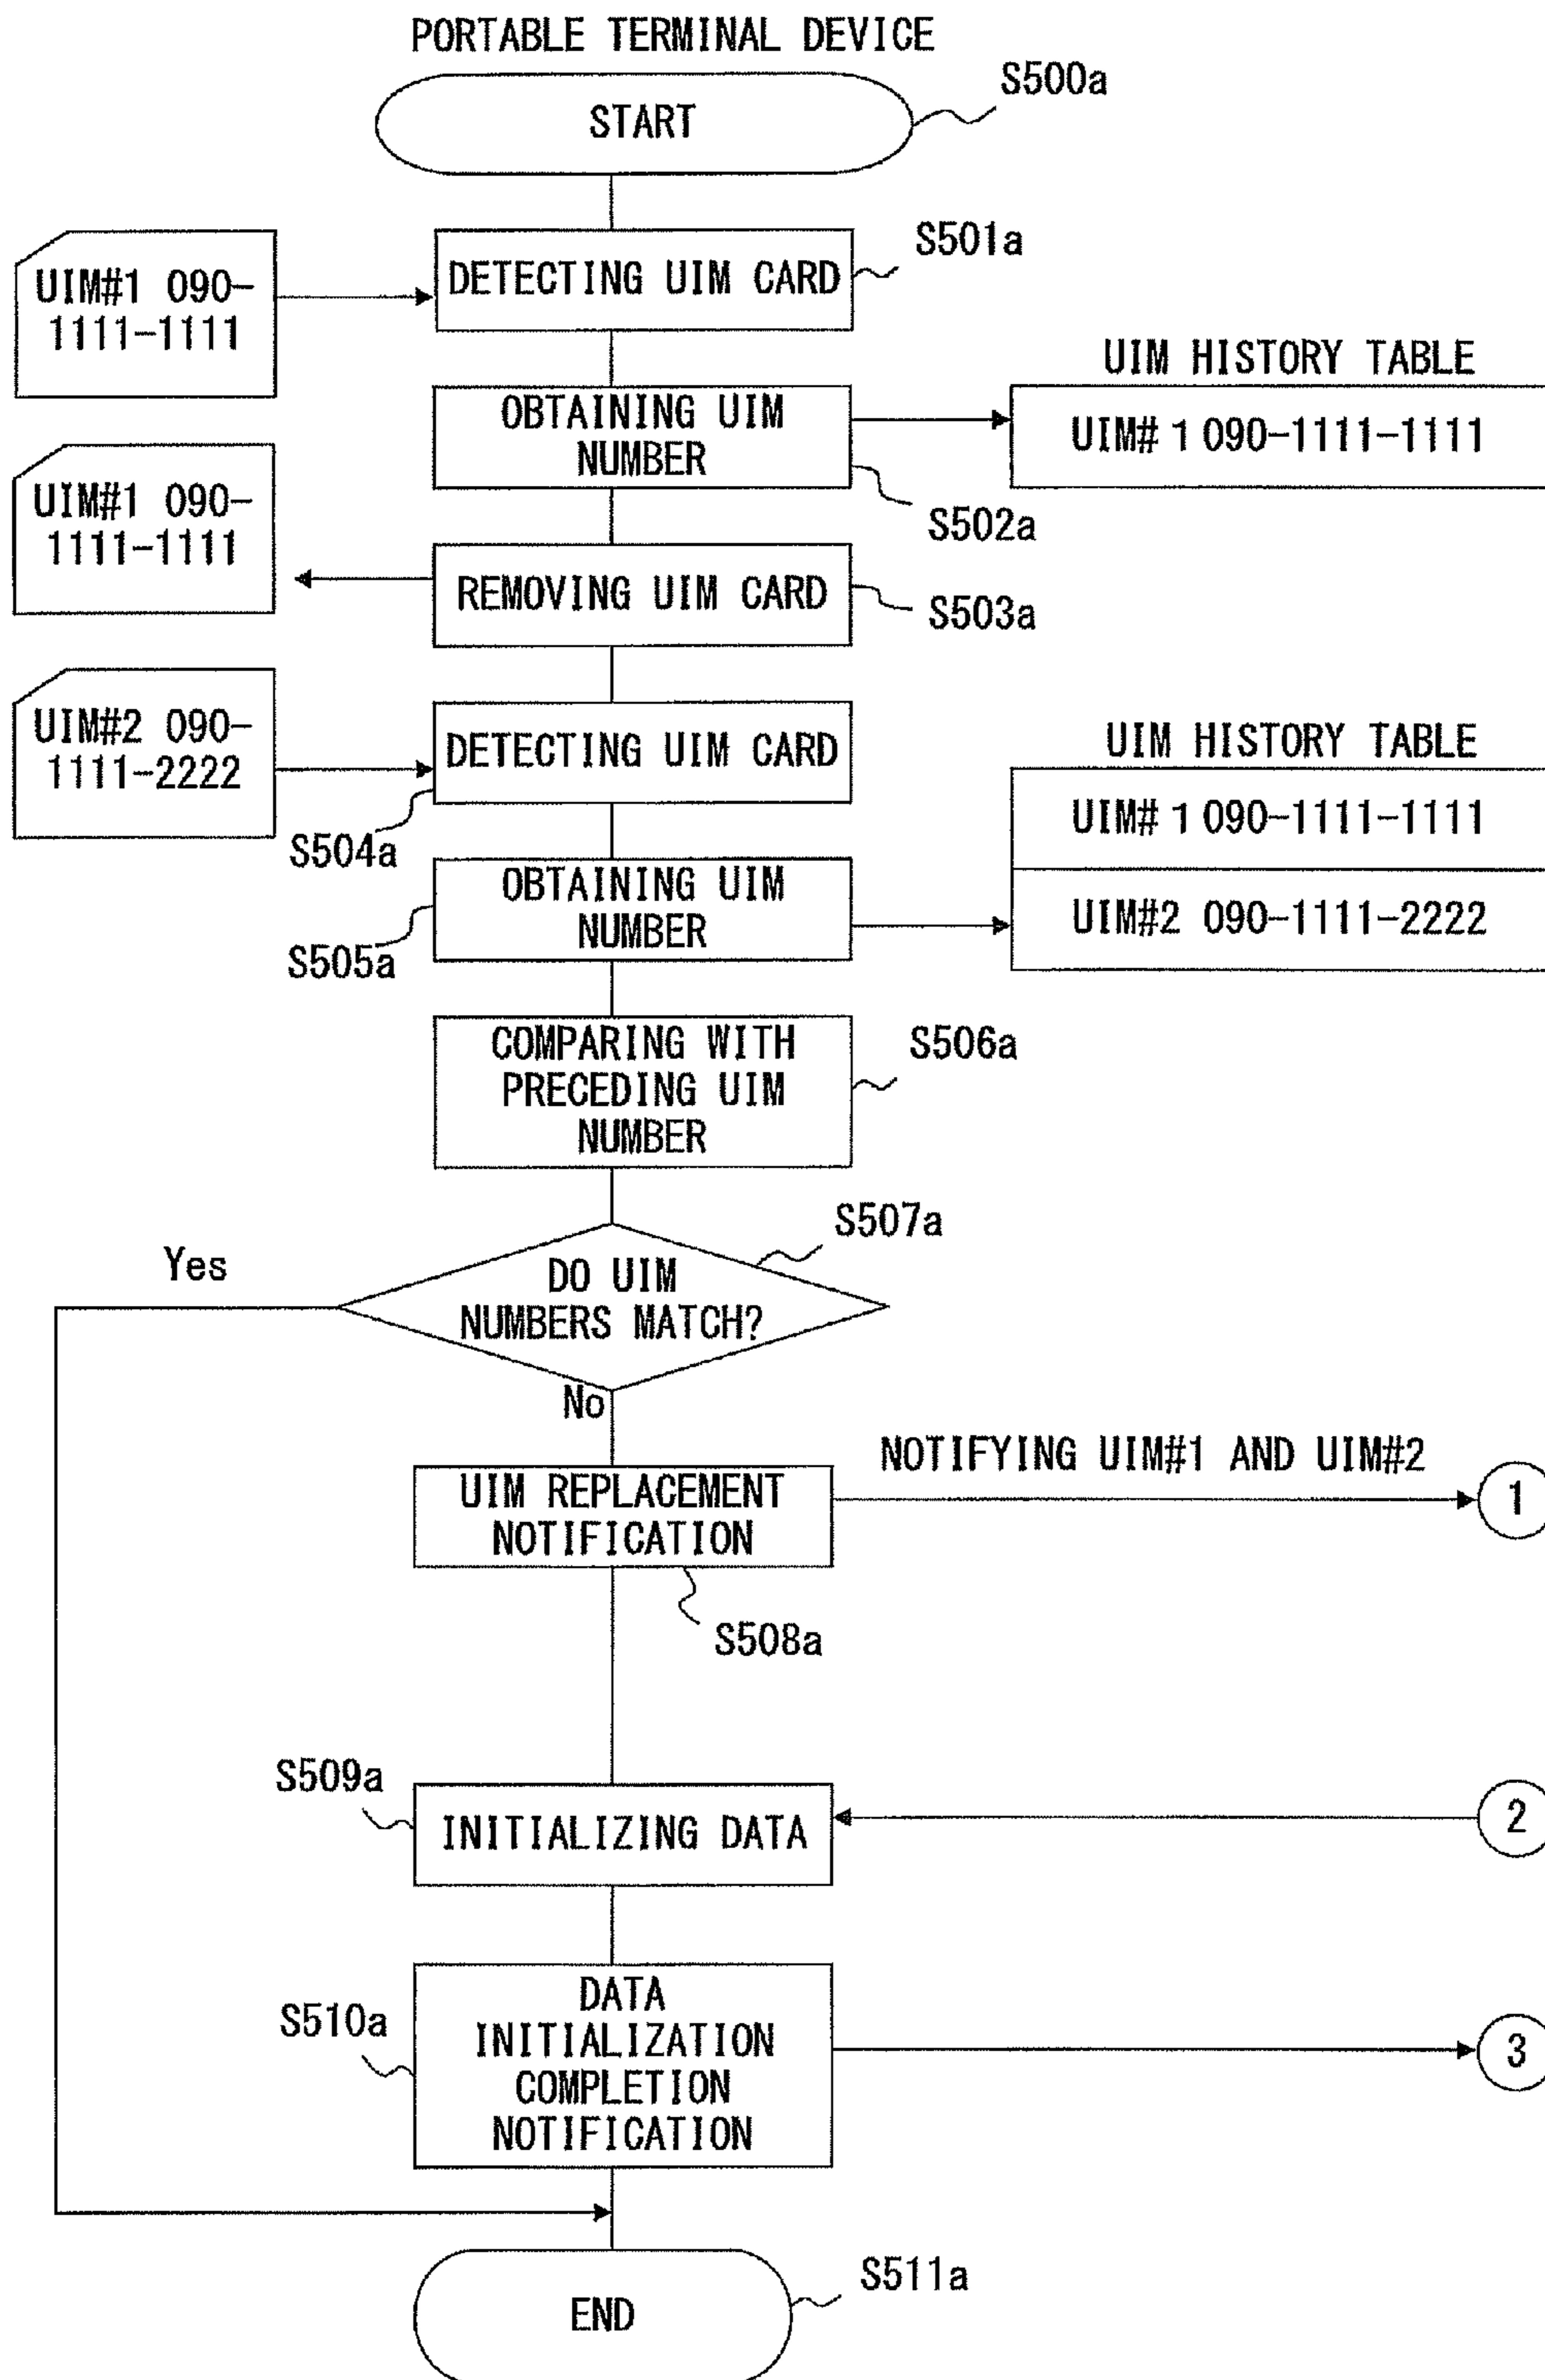 PORTABLE TERMINAL DEVICE
START
S500a
UIM#1 090-
1111-1111
DETECTING UIM CARD
S501a
OBTAINING UIM
NUMBER
S502a
UIM HISTORY TABLE
UIM# 1 090-1111-1111
UIM#1 090-
1111-1111
REMOVING UIM CARD
S503a
UIM#2 090-
1111-2222
DETECTING UIM CARD
S504a
OBTAINING UIM
NUMBER
S505a
UIM HISTORY TABLE
UIM# 1 090-1111-1111
UIM#2 090-1111-2222
COMPARING WITH
PRECEDING UIM
NUMBER
S506a
DO UIM
NUMBERS MATCH?
S507a
Yes
No
UIM REPLACEMENT
NOTIFICATION
S508a
NOTIFYING UIM#1 AND UIM#2
1
S509a
INITIALIZING DATA
2
S510a
DATA
INITIALIZATION
COMPLETION
NOTIFICATION
3
END
S511a